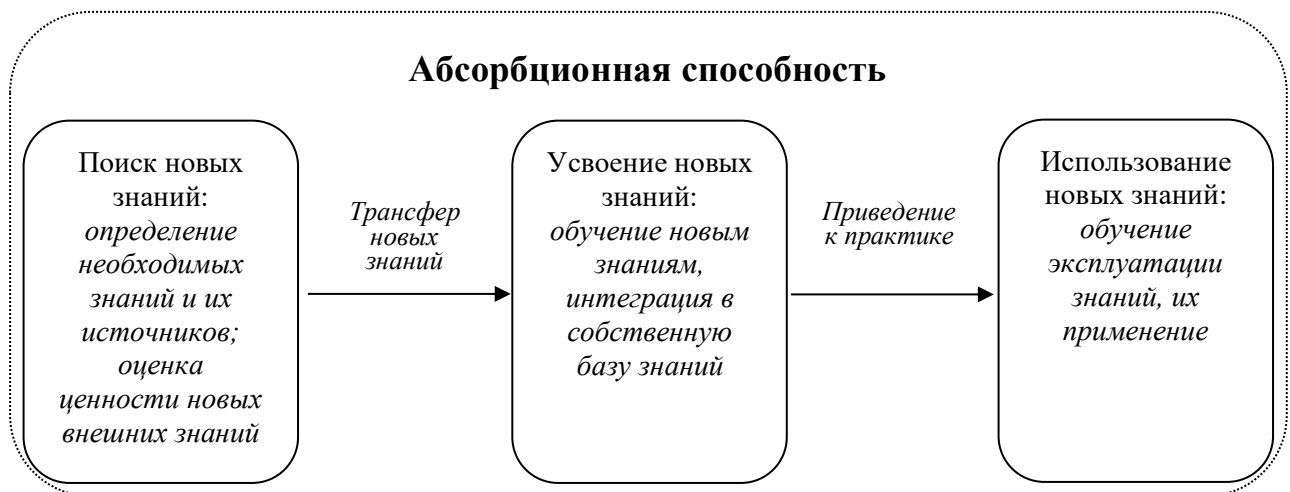 Абсорбционная способность
Поиск новых
знаний:
определение
необходимых
знаний и их
источников;
оценка
ценности новых
внешних знаний
Трансфер
новых
знаний
Усвоение новых
знаний:
обучение новым
знаниям,
интеграция в
собственную
базу знаний
Приведение
к практике
Использование
новых знаний:
обучение
эксплуатации
знаний, их
применение